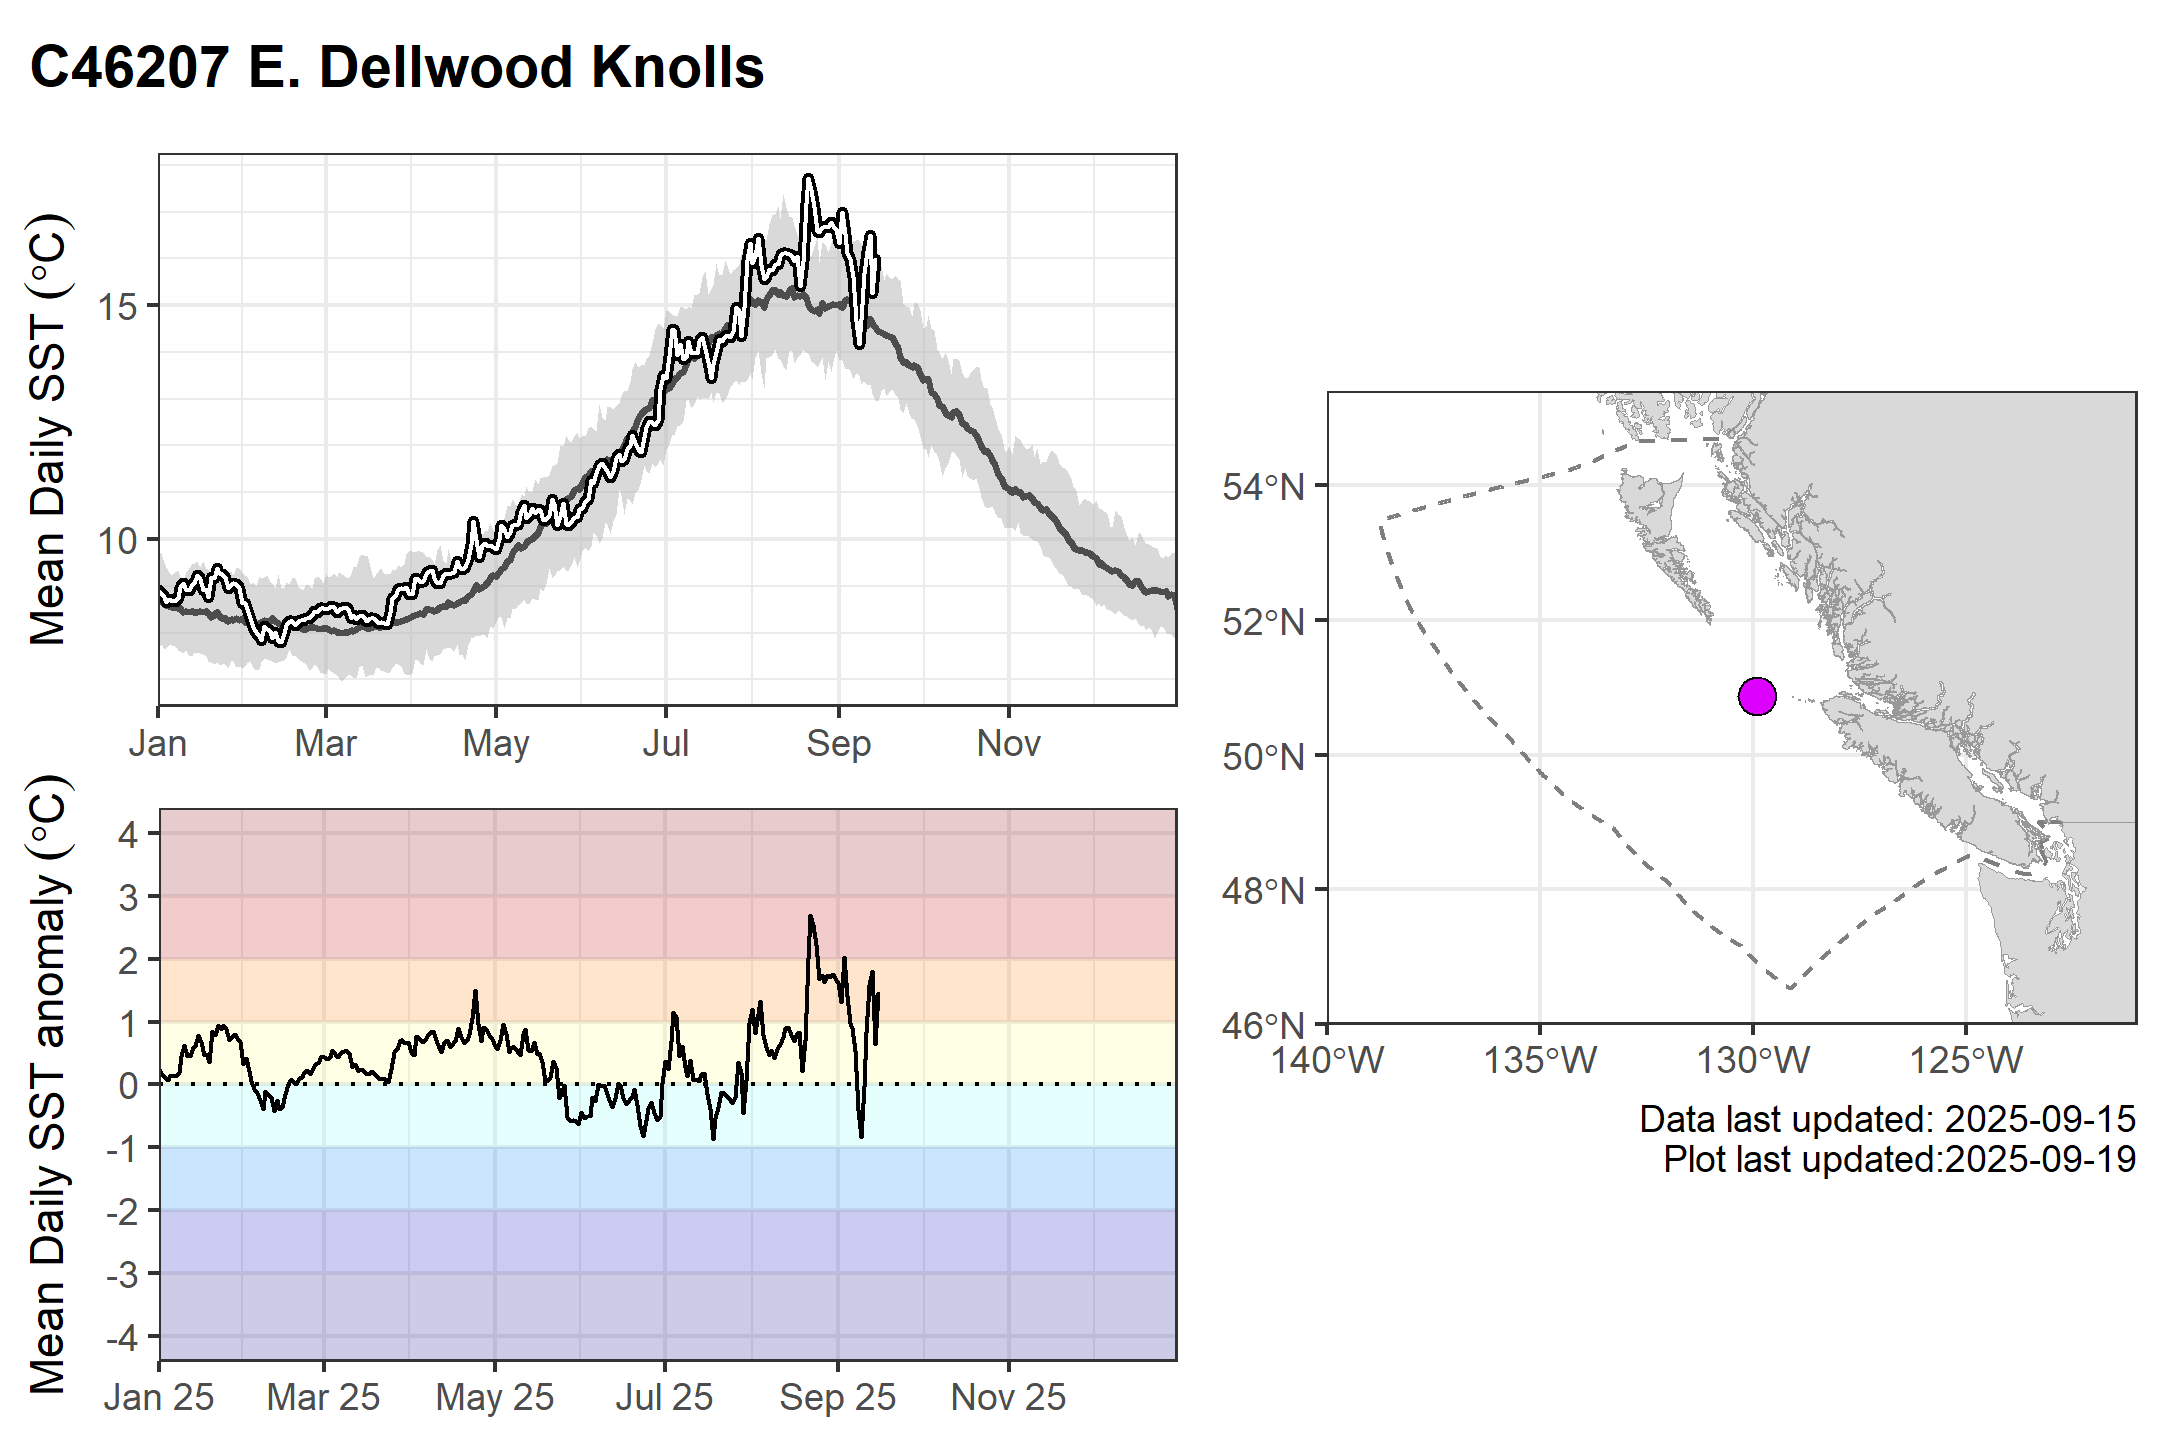 C46207 E. Dellwood Knolls
Mean Daily SST (°C)
15
10
Jan Mar May Jul Sep Nov
Mean Daily SST anomaly (°C)
4
3
2
1
0
-1
-2
-3
-4
Jan 25 Mar 25 May 25 Jul 25 Sep 25 Nov 25
54°N
52°N
50°N
48°N
46°N
140°W 135°W 130°W 125°W
Data last updated: 2025-09-15
Plot last updated:2025-09-19